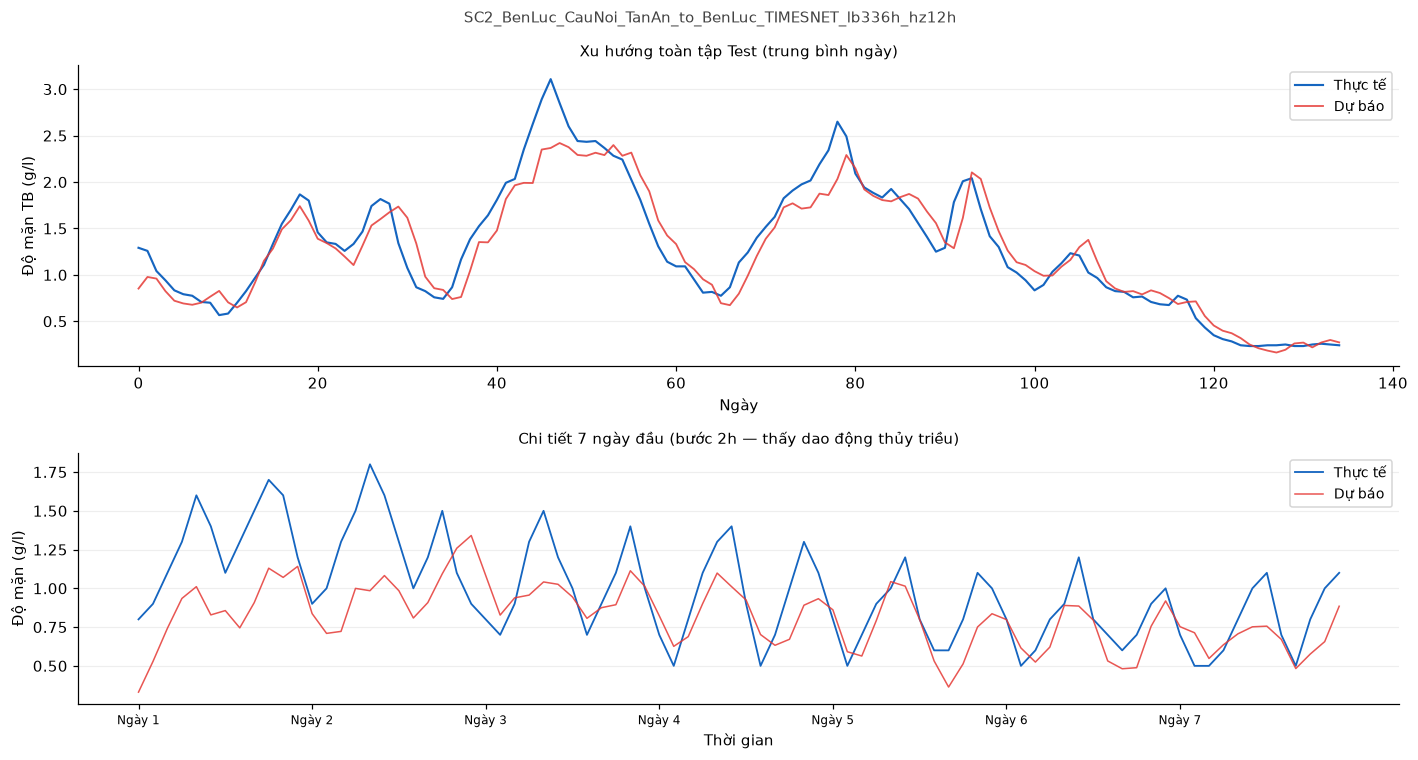 SC2_BenLuc_CauNoi_TanAn_to_BenLuc_TIMESNET_lb336h_hz12h
Xu hướng toàn tập Test (trung bình ngày)
Độ mặn TB (g/l)
3.0
2.5
2.0
1.5
1.0
0.5
Thực tế
Dự báo
0 20 40 60 80 100 120 140
Ngày
Chi tiết 7 ngày đầu (bước 2h — thấy dao động thủy triều)
Độ mặn (g/l)
1.75
1.50
1.25
1.00
0.75
0.50
Thực tế
Dự báo
Ngày 1 Ngày 2 Ngày 3 Ngày 4 Ngày 5 Ngày 6 Ngày 7
Thời gian